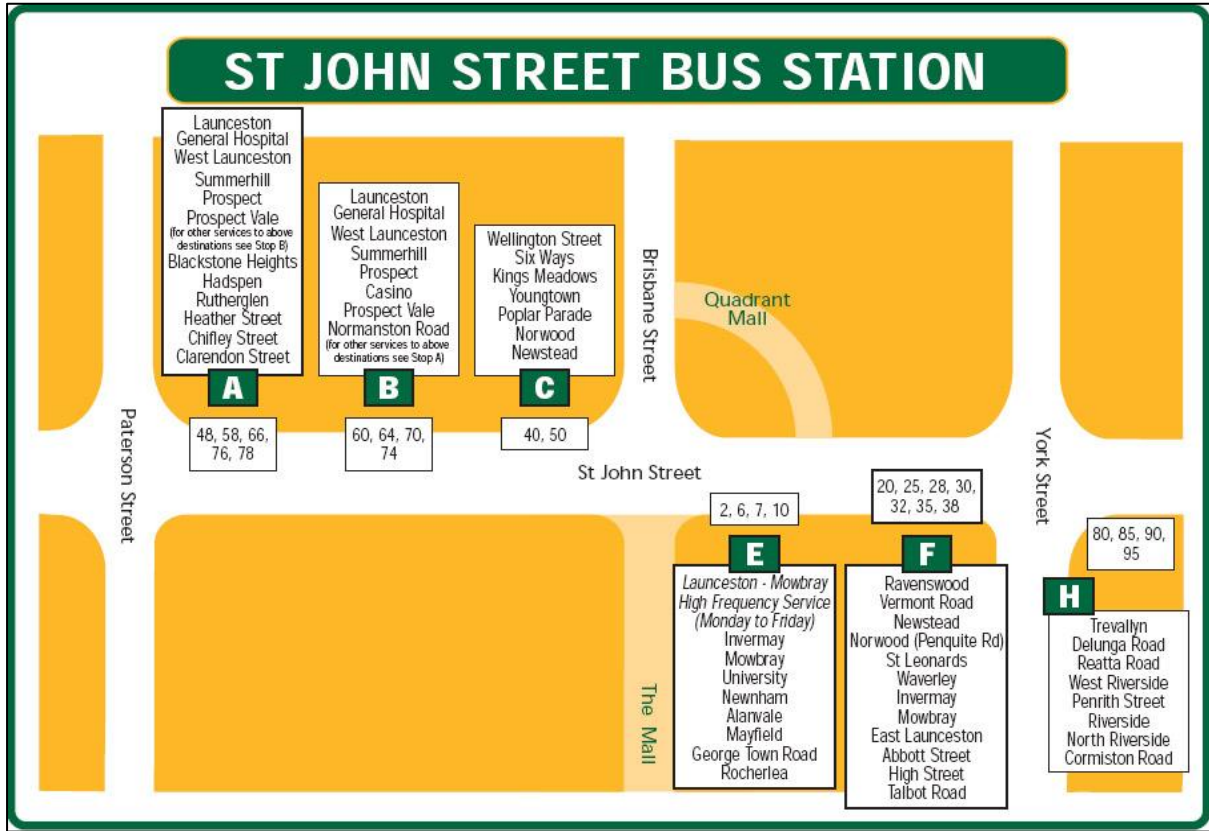 ST JOHN STREET BUS STATION
Launceston
General Hospital
West Launceston
Summerhill
Prospect
Prospect Vale
(for other services to above
destinations see Stop B)
Blackstone Heights
Hadspen
Rutherglen
Heather Street
Chifley Street
Clarendon Street
A
48, 58, 66,
76, 78
Launceston
General Hospital
West Launceston
Summerhill
Prospect
Casino
Prospect Vale
Normanston Road
(for other services to above
destinations see Stop A)
B
60, 64, 70,
74
Wellington Street
Six Ways
Kings Meadows
Youngtown
Poplar Parade
Norwood
Newstead
C
40, 50
Brisbane Street
Quadrant
Mall
Paterson Street
St John Street
York Street
The Mall
2, 6, 7, 10
E
Launceston - Mowbray
High Frequency Service
(Monday to Friday)
Invermay
Mowbray
University
Newnham
Alanvale
Mayfield
George Town Road
Rocherlea
20, 25, 28, 30,
32, 35, 38
F
Ravenswood
Vermont Road
Newstead
Norwood (Penquite Rd)
St Leonards
Waverley
Invermay
Mowbray
East Launceston
Abbott Street
High Street
Talbot Road
80, 85, 90,
95
H
Trevallyn
Delunga Road
Reatta Road
West Riverside
Penrith Street
Riverside
North Riverside
Cormiston Road